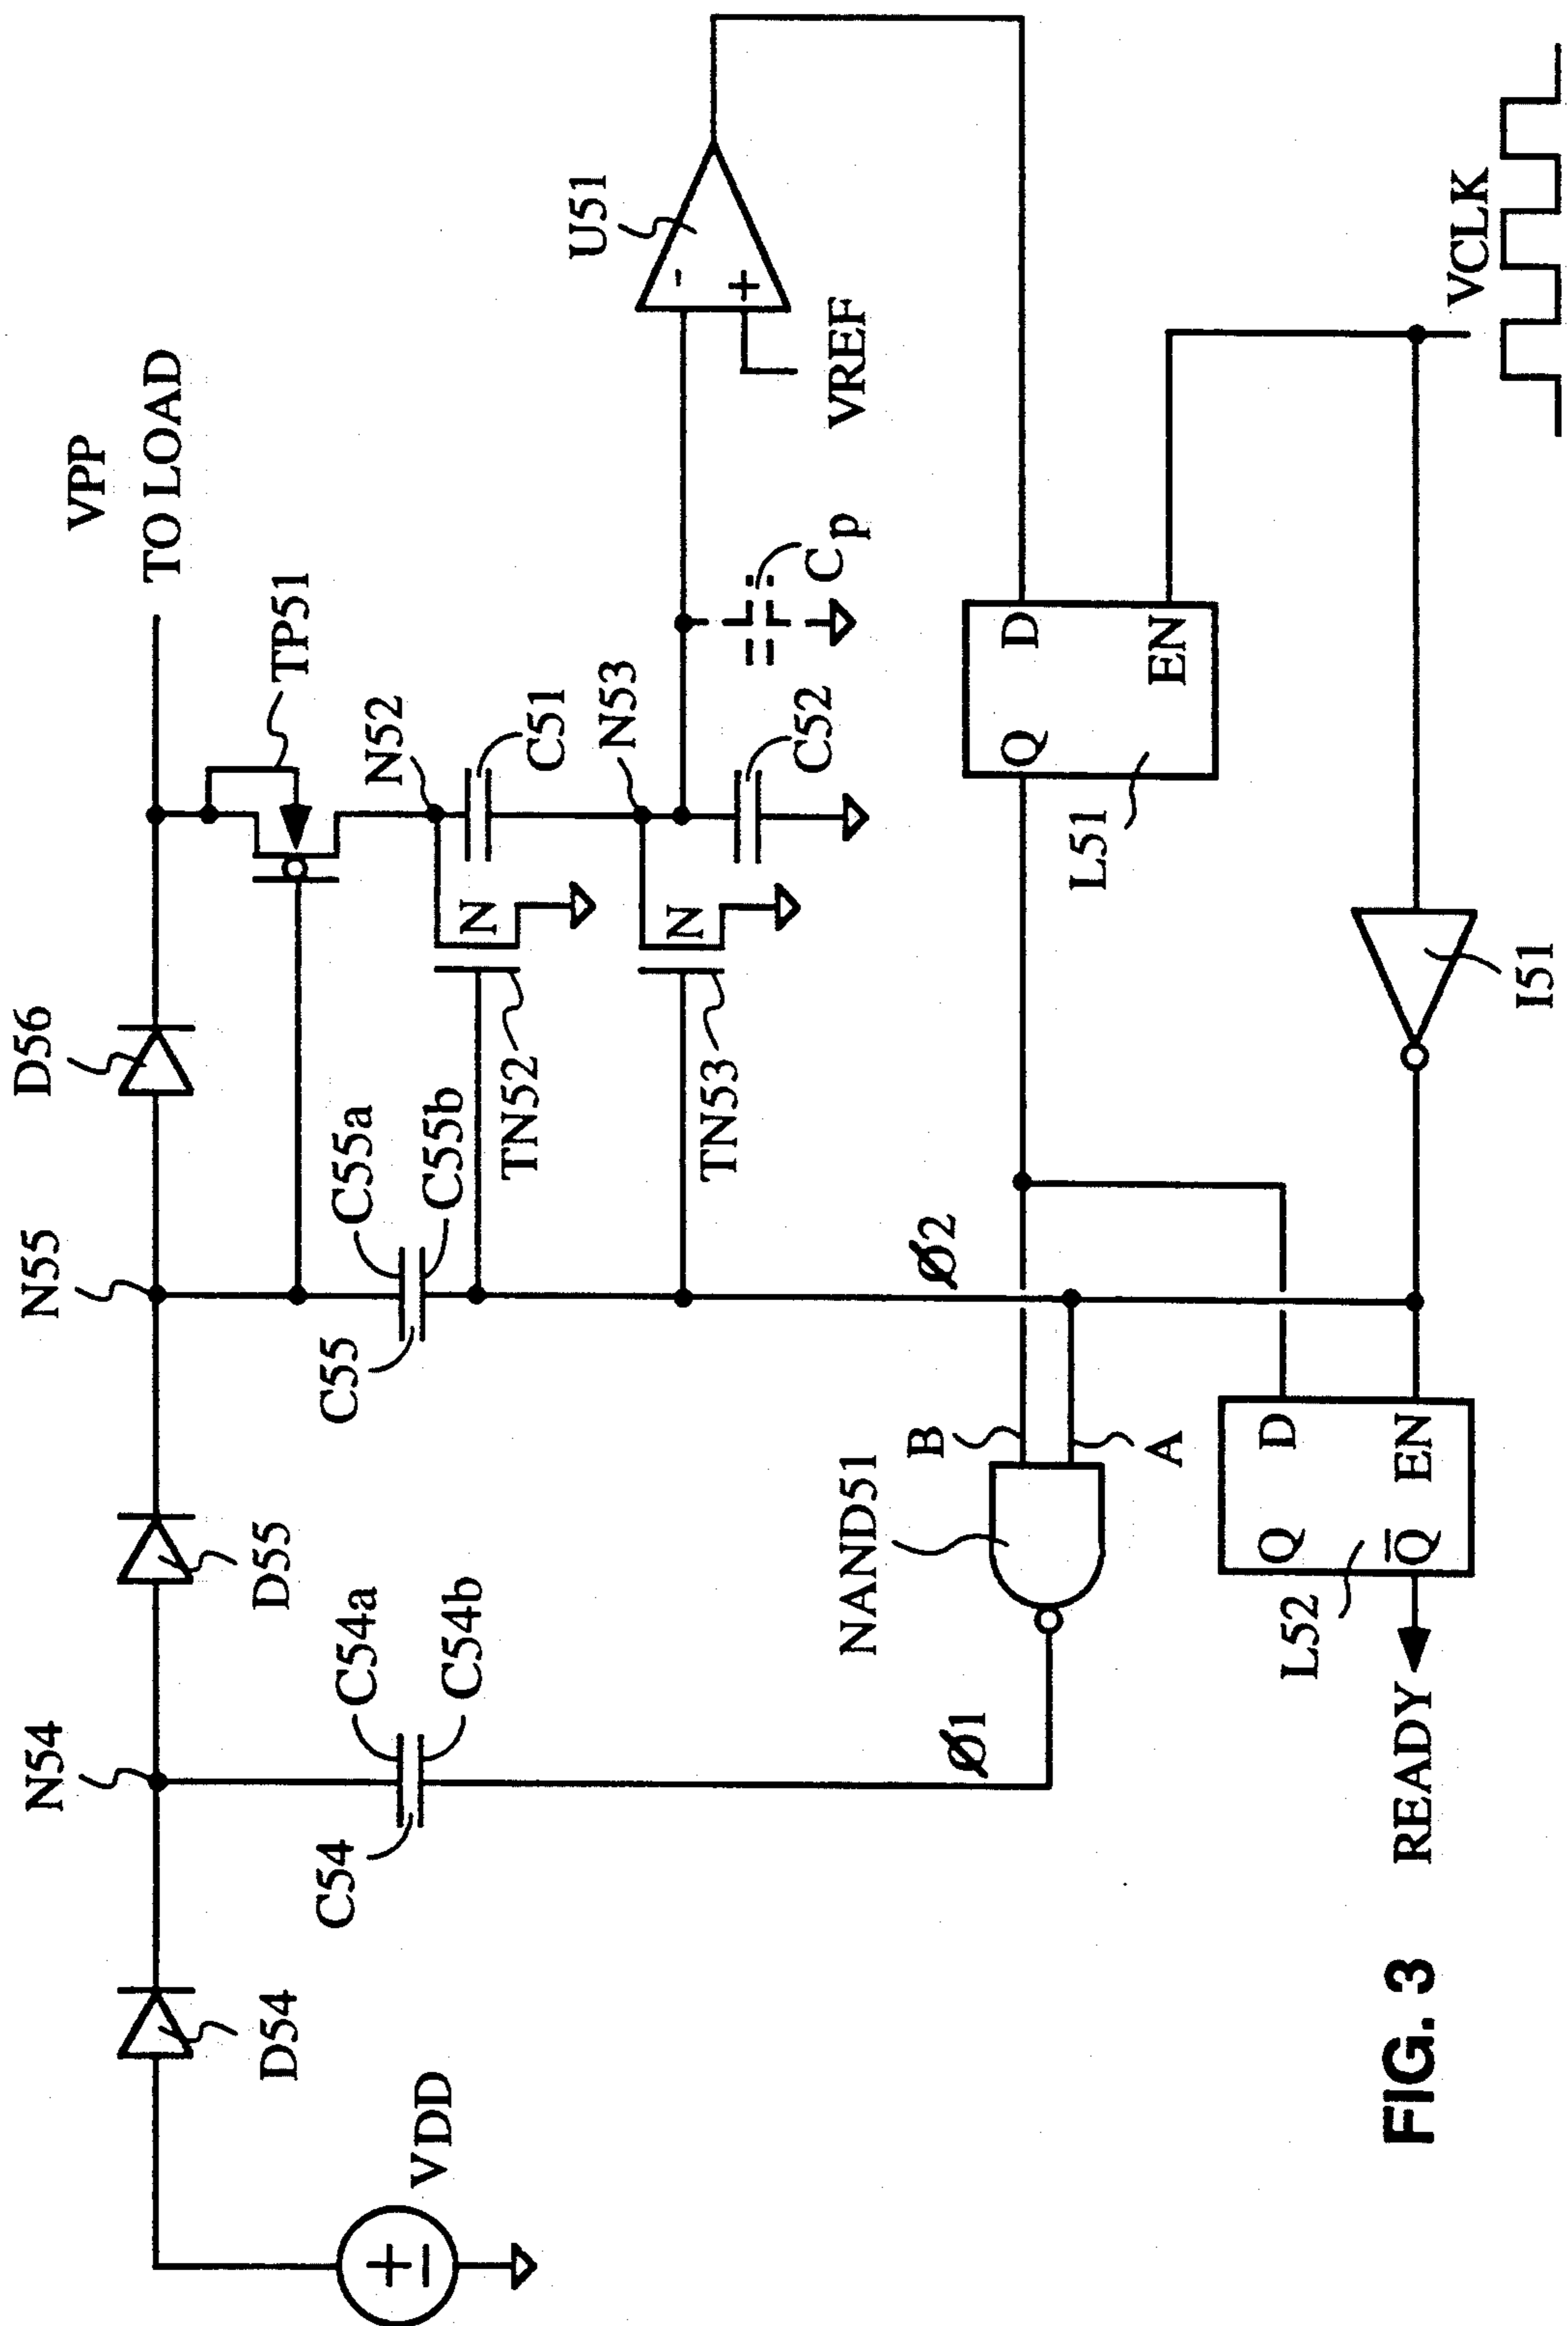 VPP
TO LOAD
D56
TP51
N55
C55a
C55b
C55
N52
C51
TN52
N53
TN53
C52
Cp
U51
-
+
VREF
N54
D55
C54a
C54b
C54
D54
VDD
+
−
N
N
Ø2
Ø1
NAND51
B
A
Q
D
EN
L51
Q
D
Q̅
EN
L52
READY
I51
VCLK
FIG. 3